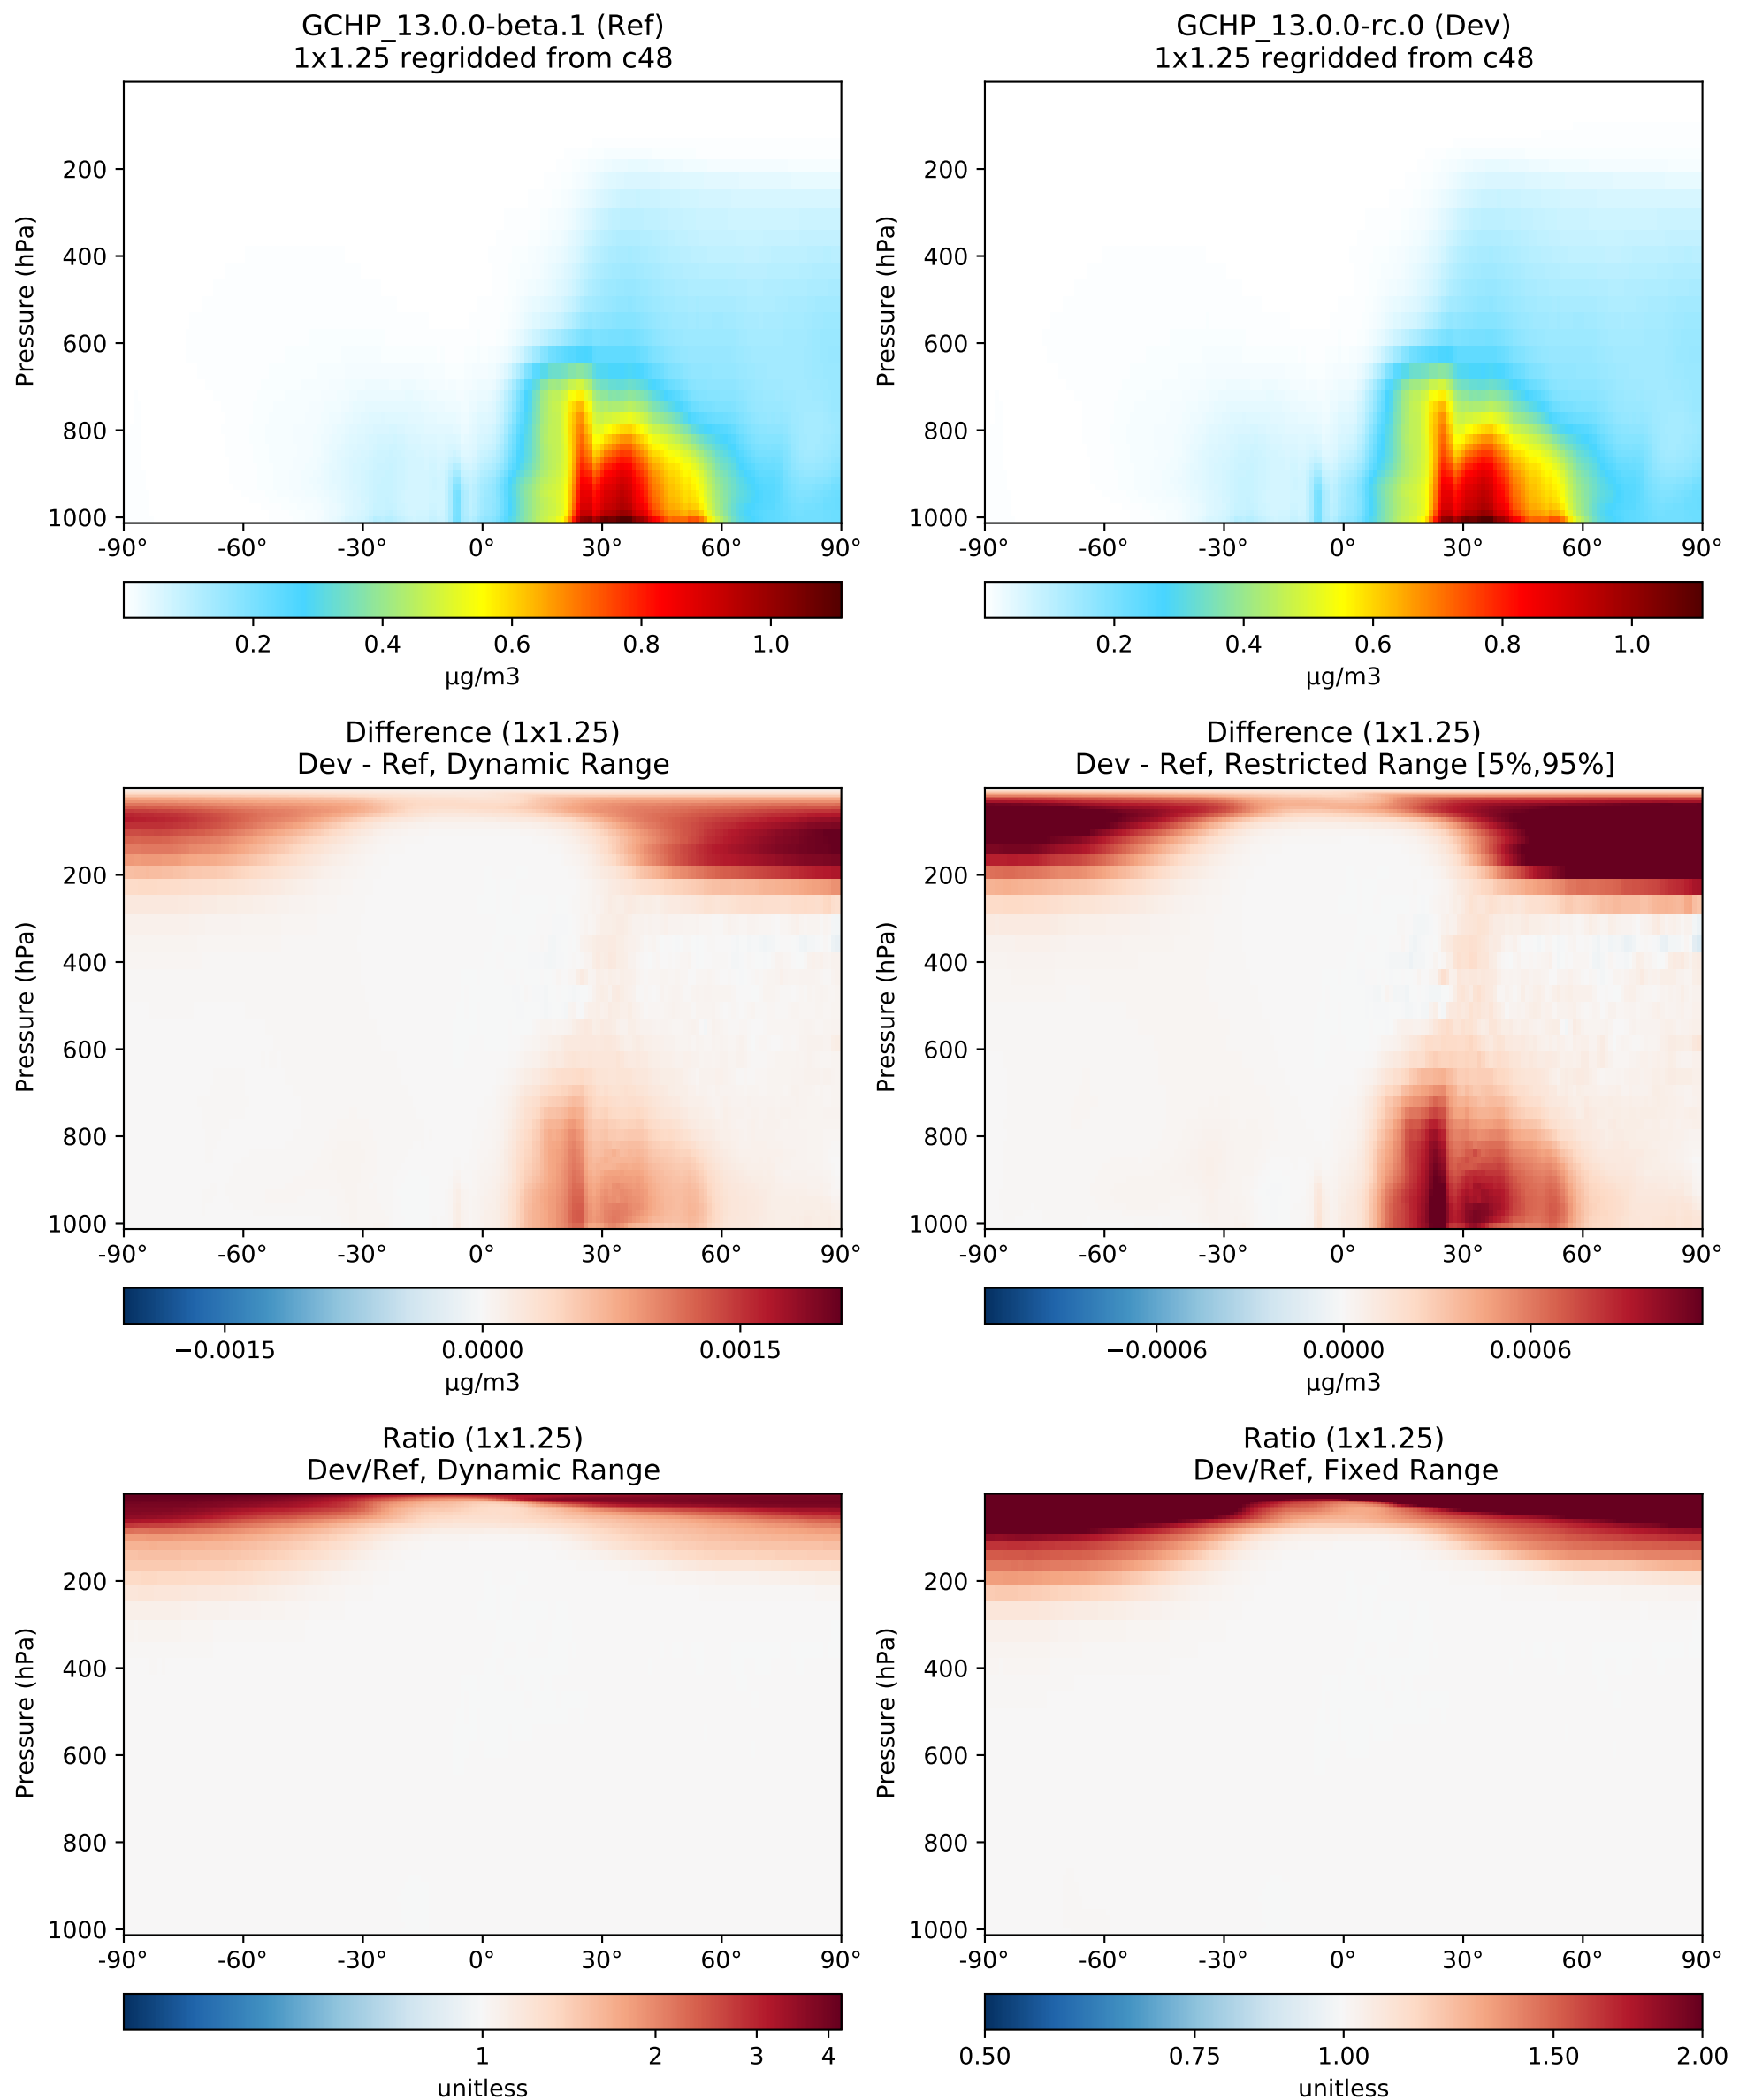 GCHP_13.0.0-beta.1 (Ref)
1x1.25 regridded from c48
Pressure (hPa)
200
400
600
800
1000
-90° -60° -30° 0° 30° 60° 90°
0.2 0.4 0.6 0.8 1.0
µg/m3
GCHP_13.0.0-rc.0 (Dev)
1x1.25 regridded from c48
Pressure (hPa)
200
400
600
800
1000
-90° -60° -30° 0° 30° 60° 90°
0.2 0.4 0.6 0.8 1.0
µg/m3
Difference (1x1.25)
Dev - Ref, Dynamic Range
Pressure (hPa)
200
400
600
800
1000
-90° -60° -30° 0° 30° 60° 90°
−0.0015 0.0000 0.0015
µg/m3
Difference (1x1.25)
Dev - Ref, Restricted Range [5%,95%]
Pressure (hPa)
200
400
600
800
1000
-90° -60° -30° 0° 30° 60° 90°
−0.0006 0.0000 0.0006
µg/m3
Ratio (1x1.25)
Dev/Ref, Dynamic Range
Pressure (hPa)
200
400
600
800
1000
-90° -60° -30° 0° 30° 60° 90°
1 2 3 4
unitless
Ratio (1x1.25)
Dev/Ref, Fixed Range
Pressure (hPa)
200
400
600
800
1000
-90° -60° -30° 0° 30° 60° 90°
0.50 0.75 1.00 1.50 2.00
unitless